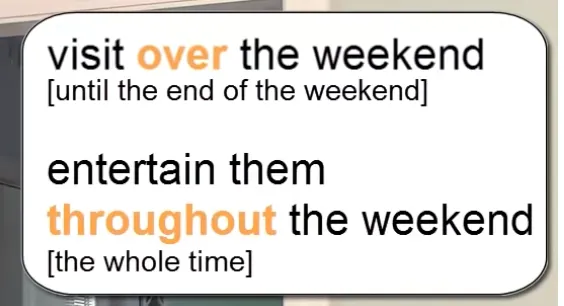 visit over the weekend
[until the end of the weekend]
entertain them
throughout the weekend
[the whole time]